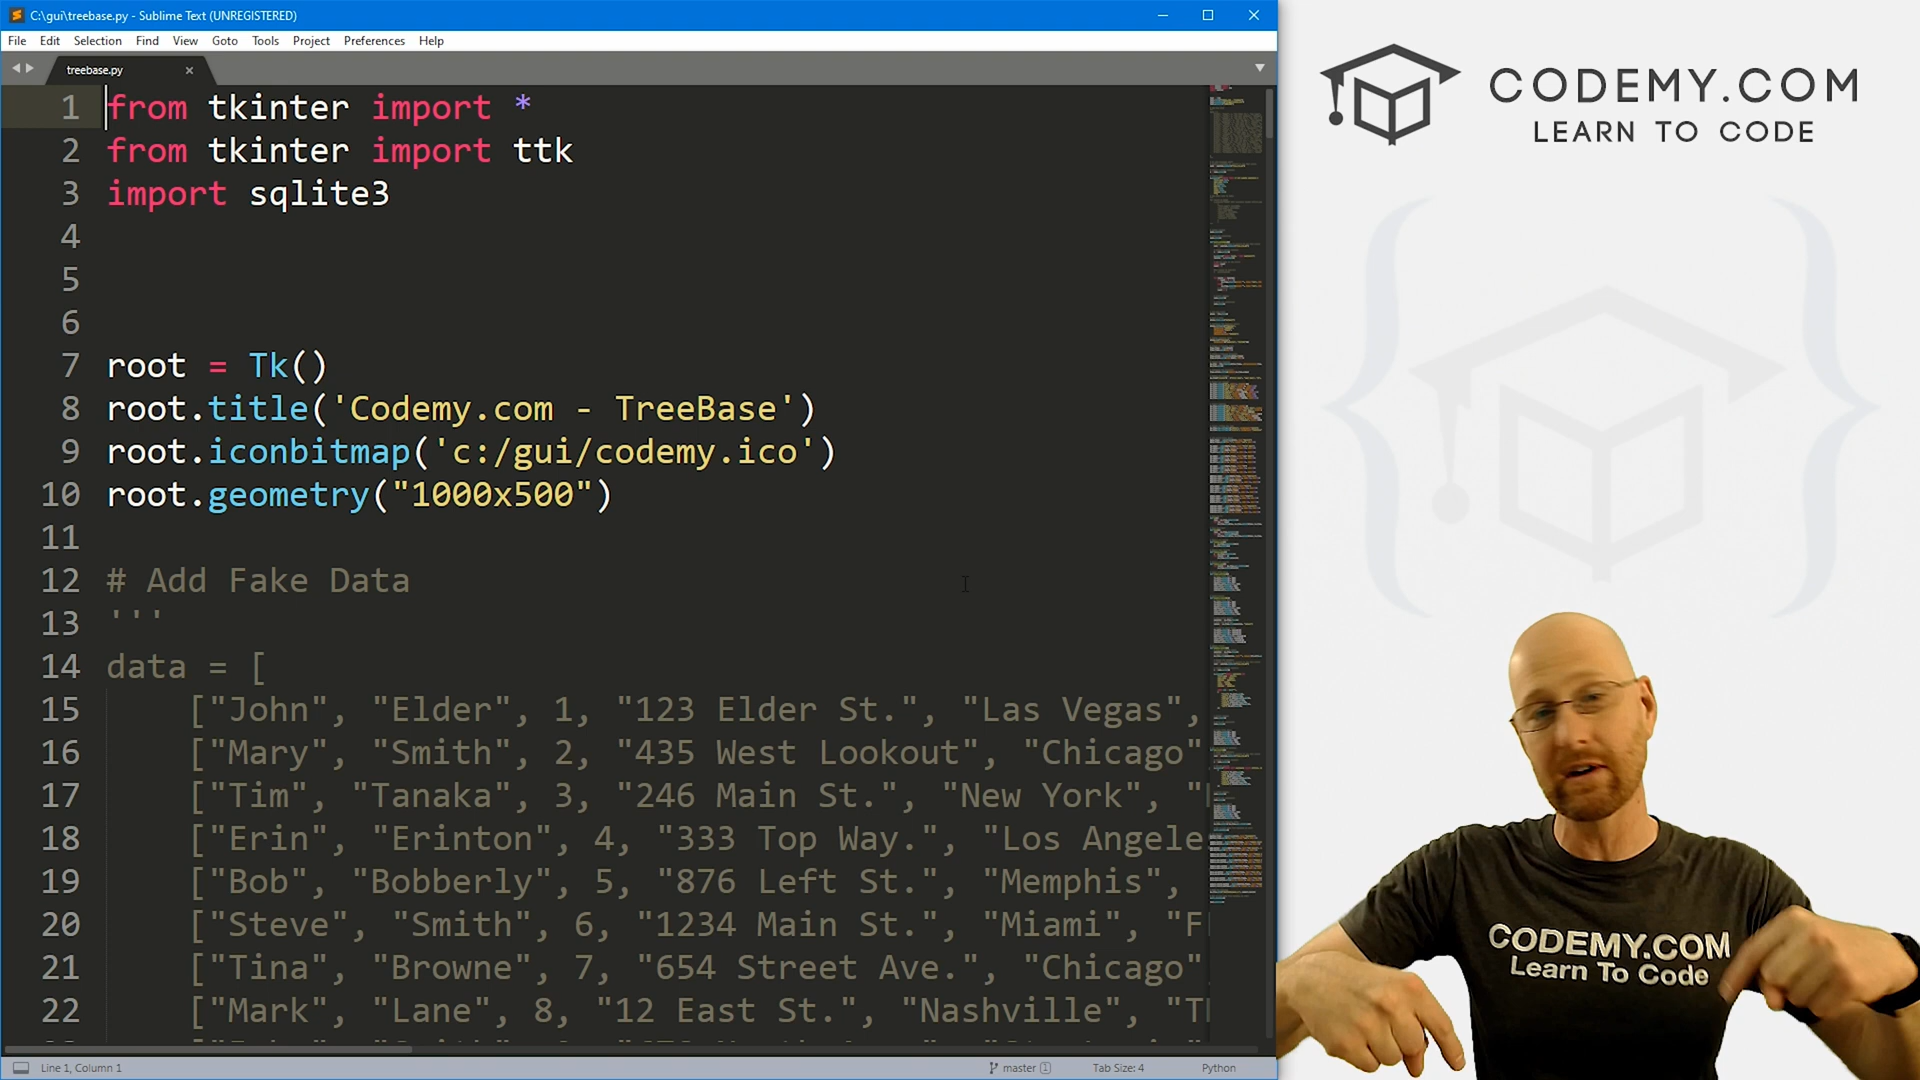 C:\gui\treebase.py - Sublime Text (UNREGISTERED)
File Edit Selection Find View Goto Tools Project Preferences Help
treebase.py
1 from tkinter import *
2 from tkinter import ttk
3 import sqlite3
4
5
6
7 root = Tk()
8 root.title('Codemy.com - TreeBase')
9 root.iconbitmap('c:/gui/codemy.ico')
10 root.geometry("1000x500")
11
12 # Add Fake Data
13 '''
14 data = [
15 ["John", "Elder", 1, "123 Elder St.", "Las Vegas",
16 ["Mary", "Smith", 2, "435 West Lookout", "Chicago"
17 ["Tim", "Tanaka", 3, "246 Main St.", "New York", "
18 ["Erin", "Erinton", 4, "333 Top Way.", "Los Angele
19 ["Bob", "Bobberly", 5, "876 Left St.", "Memphis",
20 ["Steve", "Smith", 6, "1234 Main St.", "Miami", "F
21 ["Tina", "Browne", 7, "654 Street Ave.", "Chicago"
22 ["Mark", "Lane", 8, "12 East St.", "Nashville", "T
Line 1, Column 1
master 1
Tab Size: 4
Python
CODEMY.COM
LEARN TO CODE
CODEMY.COM
Learn To Code